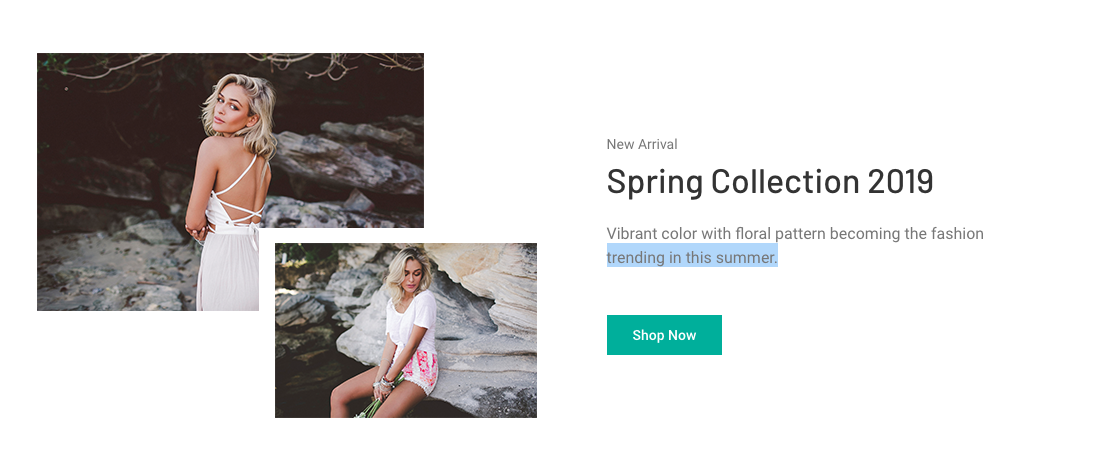 New Arrival
Spring Collection 2019
Vibrant color with floral pattern becoming the fashion
trending in this summer.
Shop Now